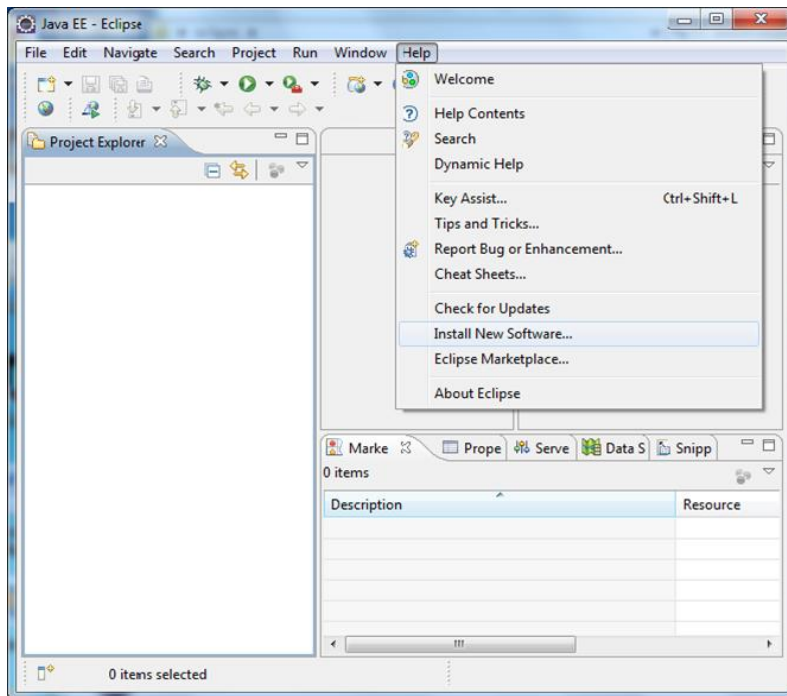 Java EE - Eclipse
File Edit Navigate Search Project Run Window Help
Welcome
Help Contents
Search
Dynamic Help
Key Assist... Ctrl+Shift+L
Tips and Tricks...
Report Bug or Enhancement...
Cheat Sheets...
Check for Updates
Install New Software...
Eclipse Marketplace...
About Eclipse
Project Explorer
Marke Prope Serve Data S Snipp
0 items
Description Resource
0 items selected